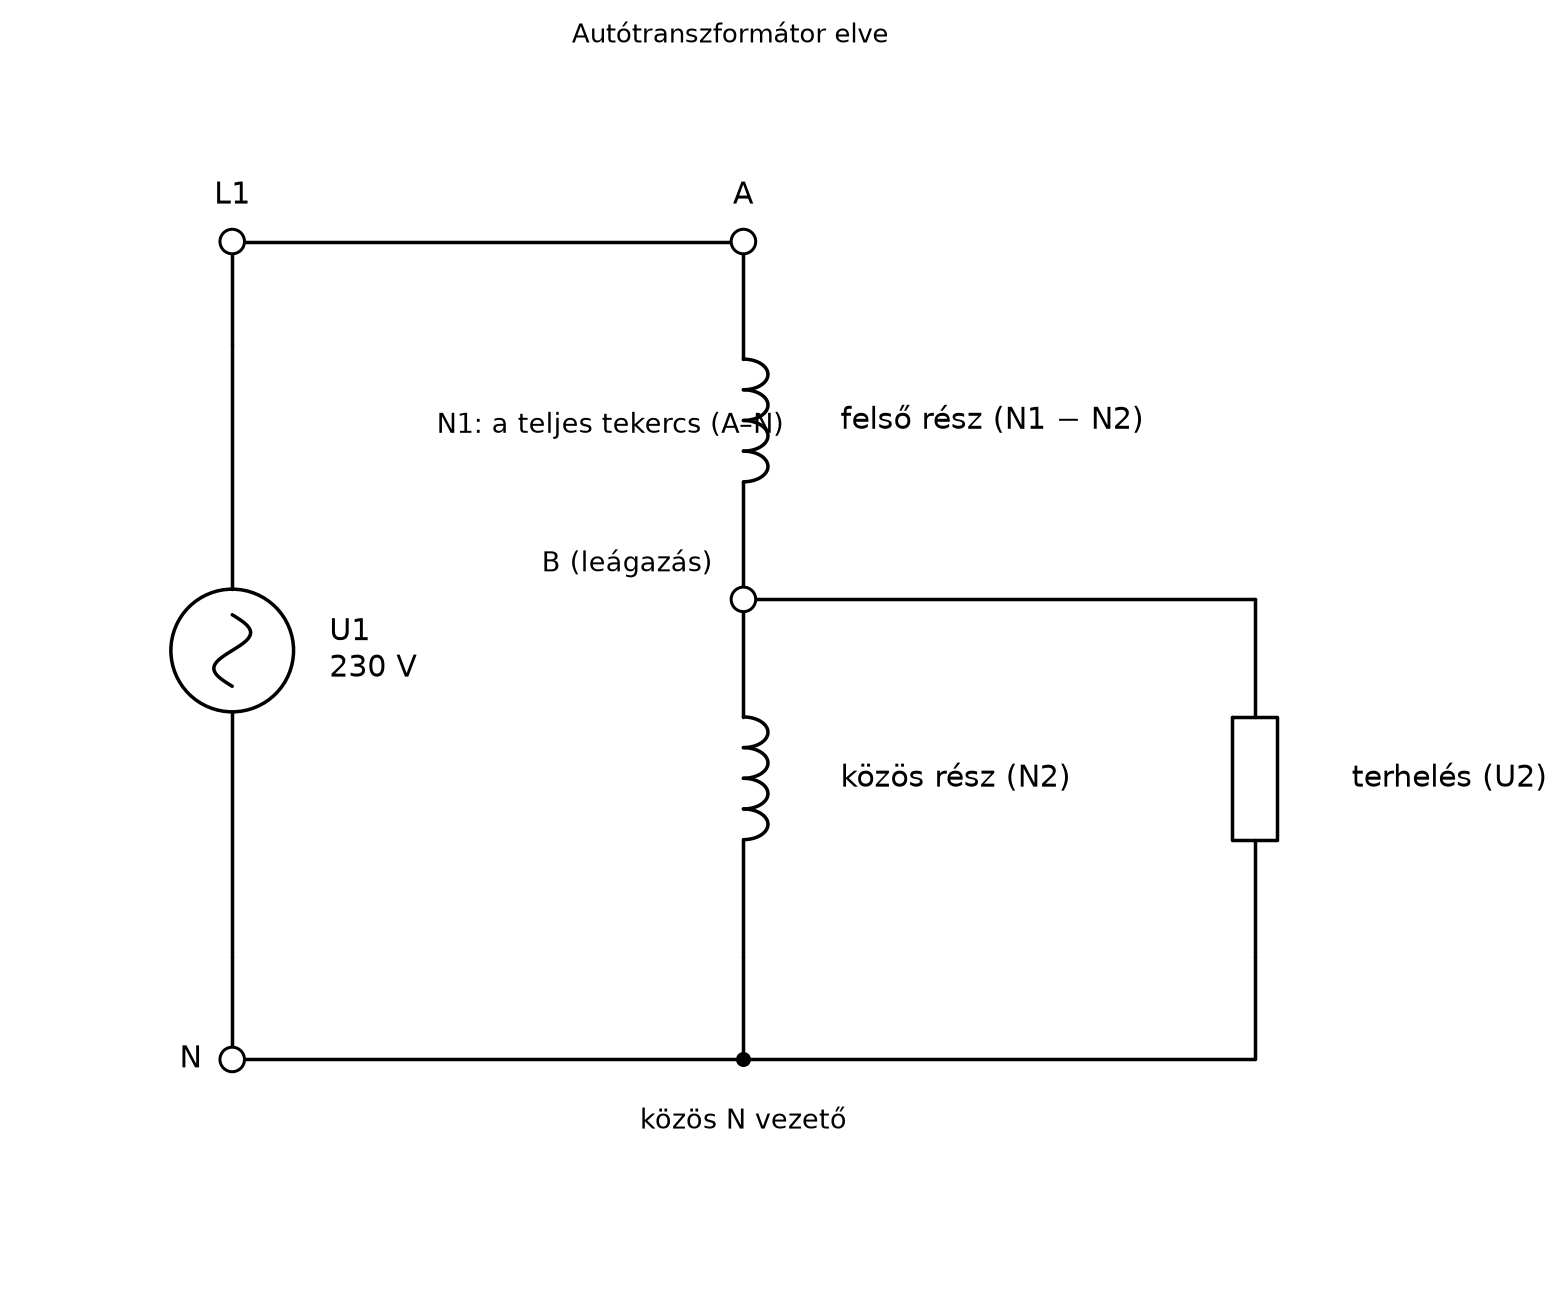 Autótranszformátor elve
L1
A
N1: a teljes tekercs (A–N)
felső rész (N1 − N2)
B (leágazás)
U1
230 V
közös rész (N2)
terhelés (U2)
N
közös N vezető